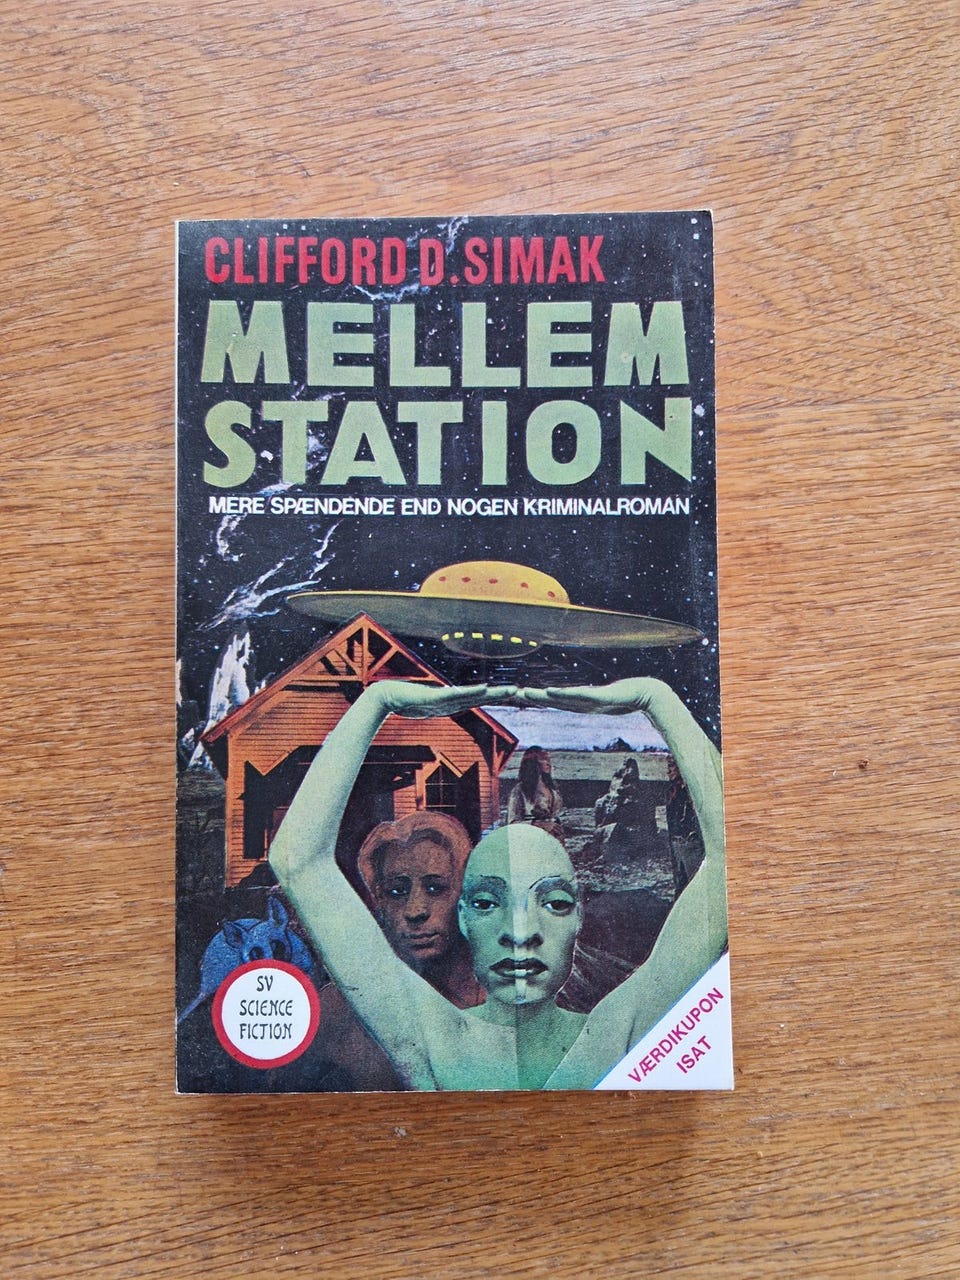 CLIFFORD D. SIMAK
MELLEM
STATION
MERE SPÆNDENDE END NOGEN KRIMINALROMAN
SV
SCIENCE
FICTION
VÆRDIKUPON
ISAT